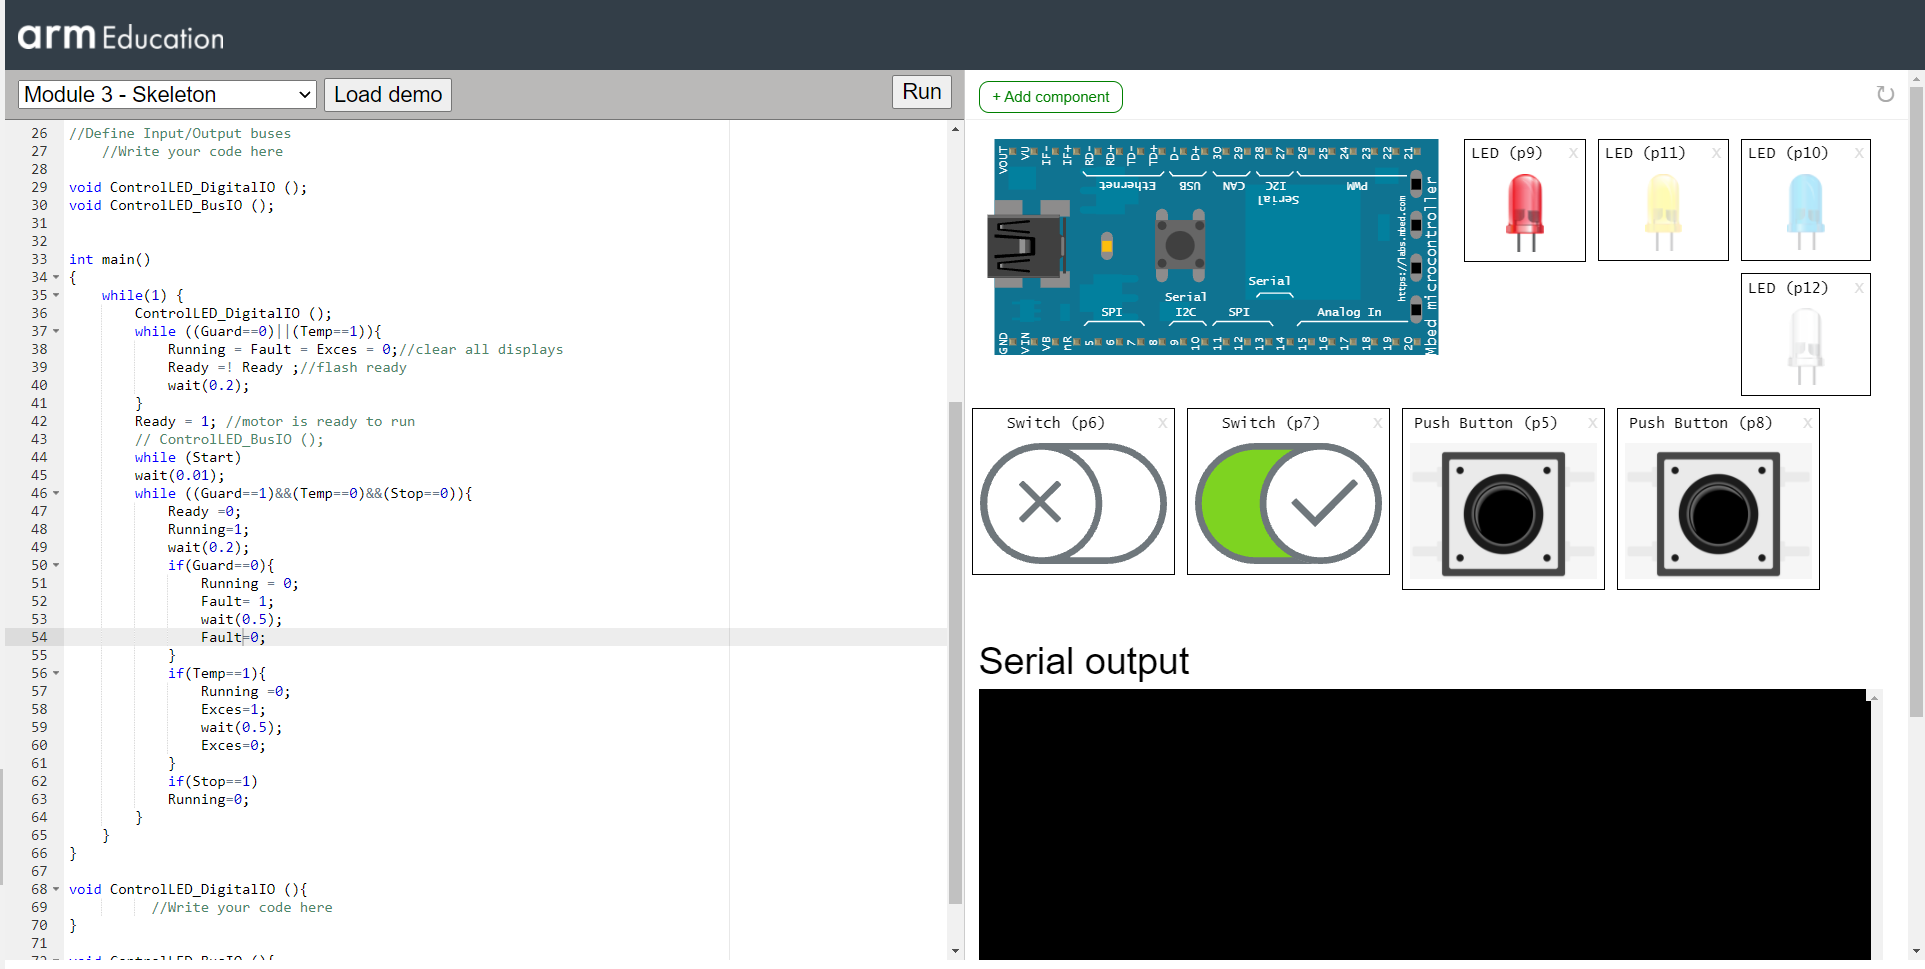 arm Education
Module 3 - Skeleton
Load demo
Run
26 //Define Input/Output buses
27 //Write your code here
28
29 void ControlLED_DigitalIO ();
30 void ControlLED_BusIO ();
31
32
33 int main()
34 {
35 while(1) {
36 ControlLED_DigitalIO ();
37 while ((Guard==0)||(Temp==1)){
38 Running = Fault = Exces = 0;//clear all displays
39 Ready =! Ready ;//flash ready
40 wait(0.2);
41 }
42 Ready = 1; //motor is ready to run
43 // ControlLED_BusIO ();
44 while (Start)
45 wait(0.01);
46 while ((Guard==1)&&(Temp==0)&&(Stop==0)){
47 Ready =0;
48 Running=1;
49 wait(0.2);
50 if(Guard==0){
51 Running = 0;
52 Fault= 1;
53 wait(0.5);
54 Fault=0;
55 }
56 if(Temp==1){
57 Running =0;
58 Exces=1;
59 wait(0.5);
60 Exces=0;
61 }
62 if(Stop==1)
63 Running=0;
64 }
65 }
66 }
67
68 void ControlLED_DigitalIO (){
69 //Write your code here
70 }
71
72 void ControlLED_BusIO (){
+ Add component
VOUT VU IF- IF+ RD- RD+ TD- TD+ D- D+ 30 29 28 27 26 25 24 23 22 21
Ethernet USB CAN I2C PWM
Serial
https://labs.mbed.com
Mbed microcontroller
Serial
Serial
SPI I2C SPI Analog In
GND VIN VB nR 5 6 7 8 9 10 11 12 13 14 15 16 17 18 19 20
LED (p9) x
LED (p11) x
LED (p10) x
LED (p12) x
Switch (p6) x
Switch (p7) x
Push Button (p5) x
Push Button (p8) x
Serial output